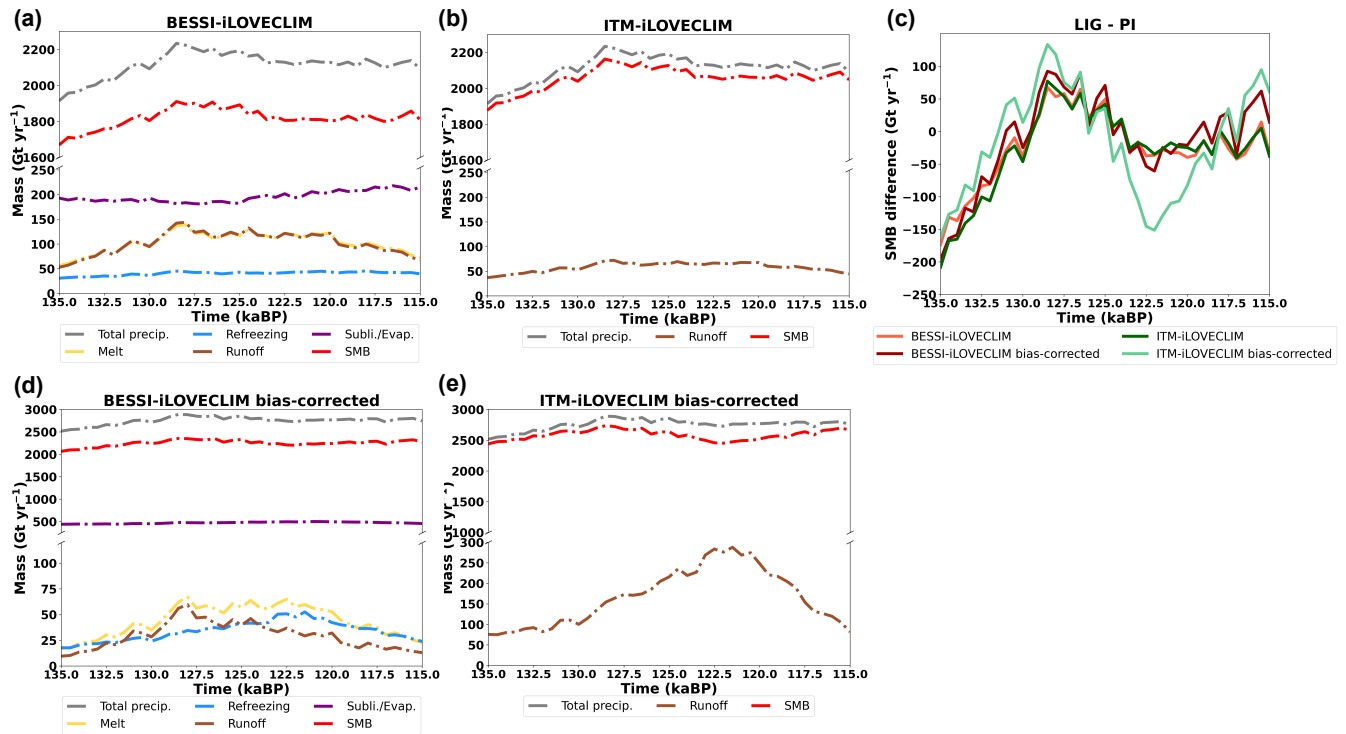 (a)
BESSI-iLOVECLIM
Mass (Gt yr⁻¹)
2200
2000
1800
1600
250
200
150
100
50
0
135.0 132.5 130.0 127.5 125.0 122.5 120.0 117.5 115.0
Time (kaBP)
Total precip. Refreezing Subli./Evap.
Melt Runoff SMB
(b)
ITM-iLOVECLIM
Mass (Gt yr⁻¹)
2200
2000
1800
1600
250
200
150
100
50
0
135.0 132.5 130.0 127.5 125.0 122.5 120.0 117.5 115.0
Time (kaBP)
Total precip. Runoff SMB
(c)
LIG - PI
SMB difference (Gt yr⁻¹)
100
50
0
−50
−100
−150
−200
−250
135.0 132.5 130.0 127.5 125.0 122.5 120.0 117.5 115.0
Time (kaBP)
BESSI-iLOVECLIM ITM-iLOVECLIM
BESSI-iLOVECLIM bias-corrected ITM-iLOVECLIM bias-corrected
(d)
BESSI-iLOVECLIM bias-corrected
Mass (Gt yr⁻¹)
3000
2500
2000
1500
1000
500
100
75
50
25
0
135.0 132.5 130.0 127.5 125.0 122.5 120.0 117.5 115.0
Time (kaBP)
Total precip. Refreezing Subli./Evap.
Melt Runoff SMB
(e)
ITM-iLOVECLIM bias-corrected
Mass (Gt yr⁻¹)
3000
2500
2000
1000
300
250
200
150
100
50
0
135.0 132.5 130.0 127.5 125.0 122.5 120.0 117.5 115.0
Time (kaBP)
Total precip. Runoff SMB